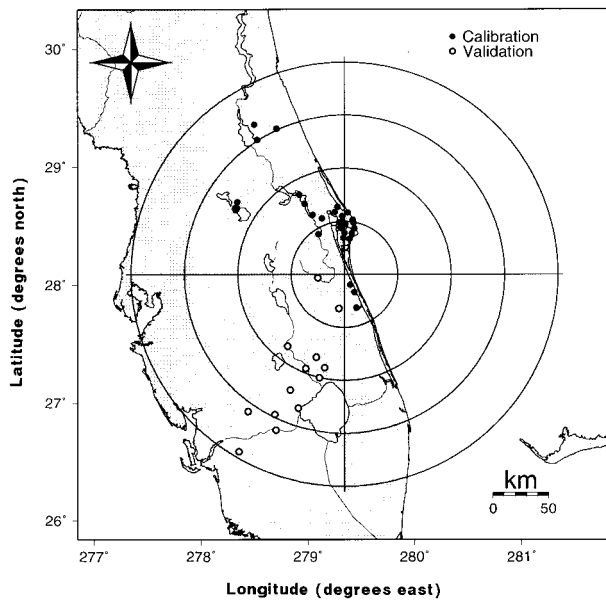 30°
Calibration
Validation
29°
28°
27°
26°
Latitude (degrees north)
km
0
50
277°
278°
279°
280°
281°
Longitude (degrees east)